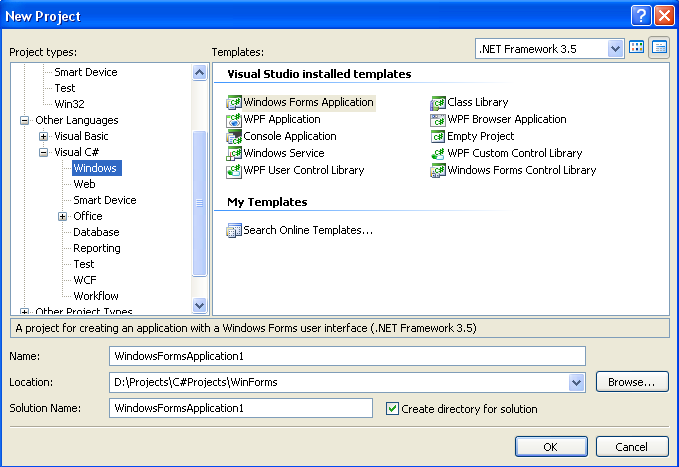 New Project
Project types:
Templates:
.NET Framework 3.5
Smart Device
Test
Win32
Other Languages
Visual Basic
Visual C#
Windows
Web
Smart Device
Office
Database
Reporting
Test
WCF
Workflow
Other Project Types
Visual Studio installed templates
Windows Forms Application
Class Library
WPF Application
WPF Browser Application
Console Application
Empty Project
Windows Service
WPF Custom Control Library
WPF User Control Library
Windows Forms Control Library
My Templates
Search Online Templates...
A project for creating an application with a Windows Forms user interface (.NET Framework 3.5)
Name:
WindowsFormsApplication1
Location:
D:\Projects\C#Projects\WinForms
Browse...
Solution Name:
WindowsFormsApplication1
Create directory for solution
OK
Cancel